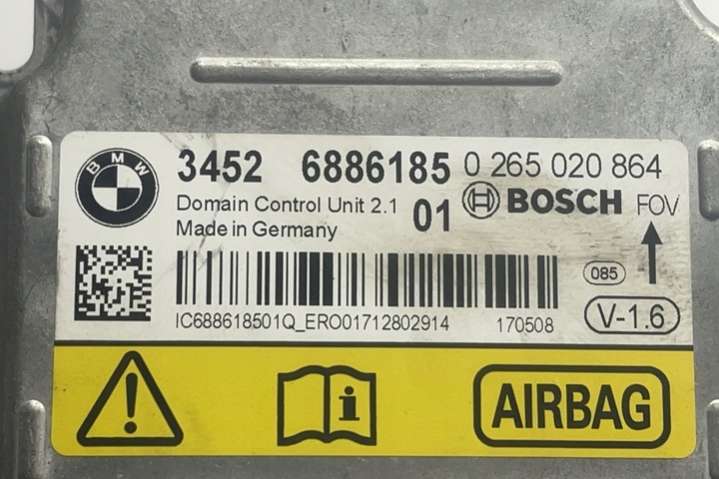 BMW
3452 6886185 0 265 020 864
Domain Control Unit 2.1 01 BOSCH FOV
Made in Germany
085
IC688618501Q_ERO01712802914 170508 V-1.6
i AIRBAG